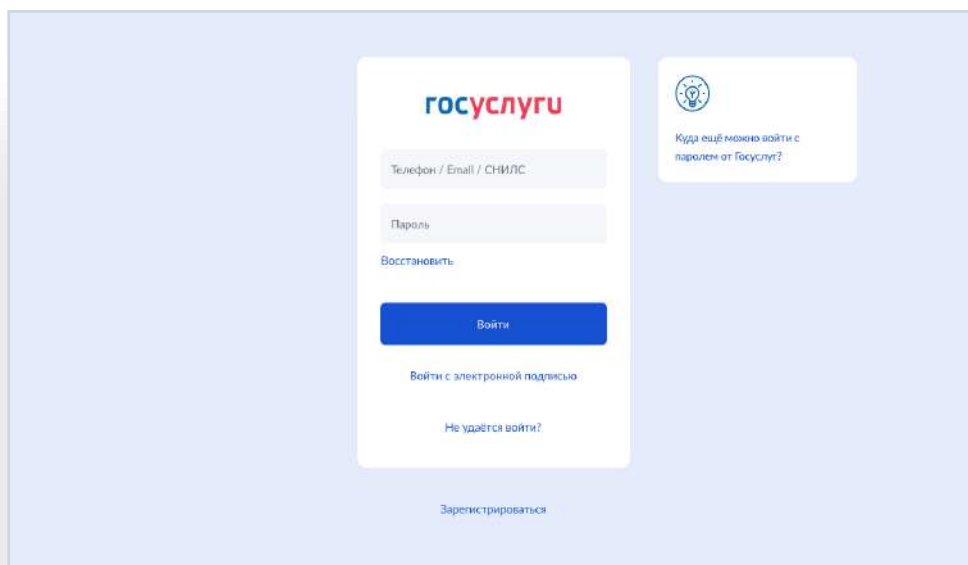 госуслуги
Телефон / Email / СНИЛС
Пароль
Восстановить
Войти
Войти с электронной подписью
Не удаётся войти?
Зарегистрироваться
Куда ещё можно войти с
паролем от Госуслуг?